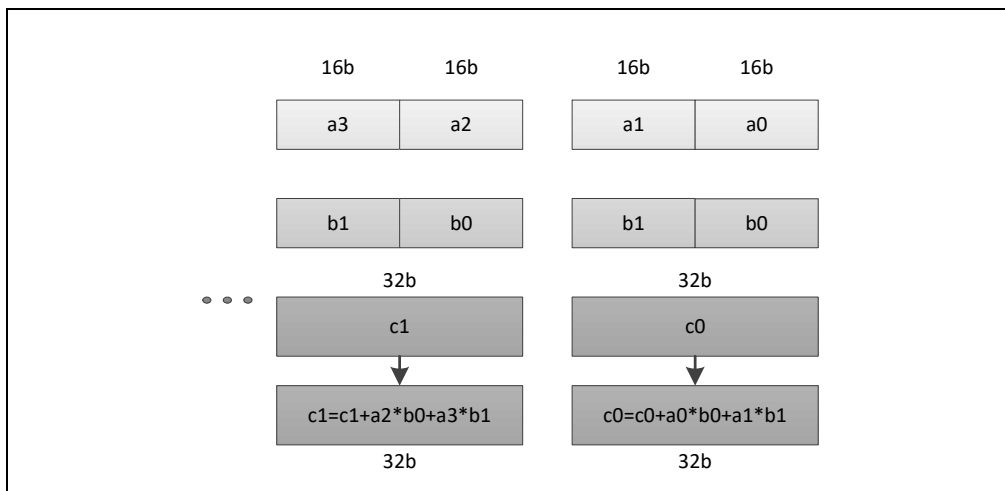 16b 16b 16b 16b
a3 a2 a1 a0
b1 b0 b1 b0
32b 32b
c1 c0
c1=c1+a2*b0+a3*b1 c0=c0+a0*b0+a1*b1
32b 32b